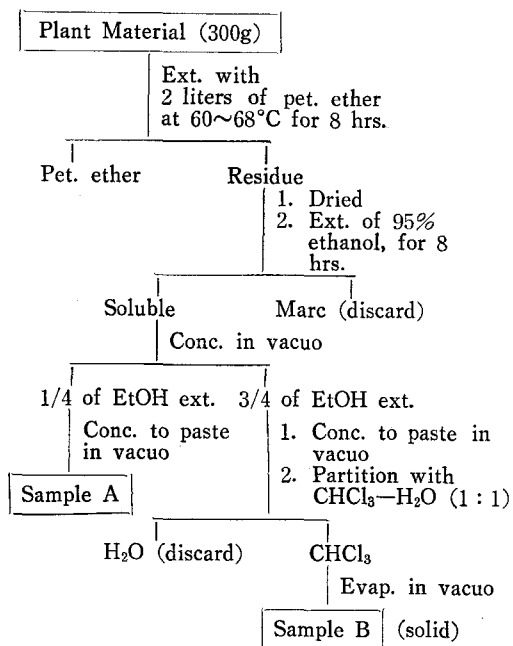 Plant Material (300g)
Ext. with
2 liters of pet. ether
at 60~68°C for 8 hrs.
Pet. ether
Residue
1. Dried
2. Ext. of 95%
ethanol, for 8
hrs.
Soluble
Marc (discard)
Conc. in vacuo
1/4 of EtOH ext.
3/4 of EtOH ext.
Conc. to paste
in vacuo
Sample A
1. Conc. to paste in
vacuo
2. Partition with
CHCl₃—H₂O (1 : 1)
H₂O (discard)
CHCl₃
Evap. in vacuo
Sample B (solid)